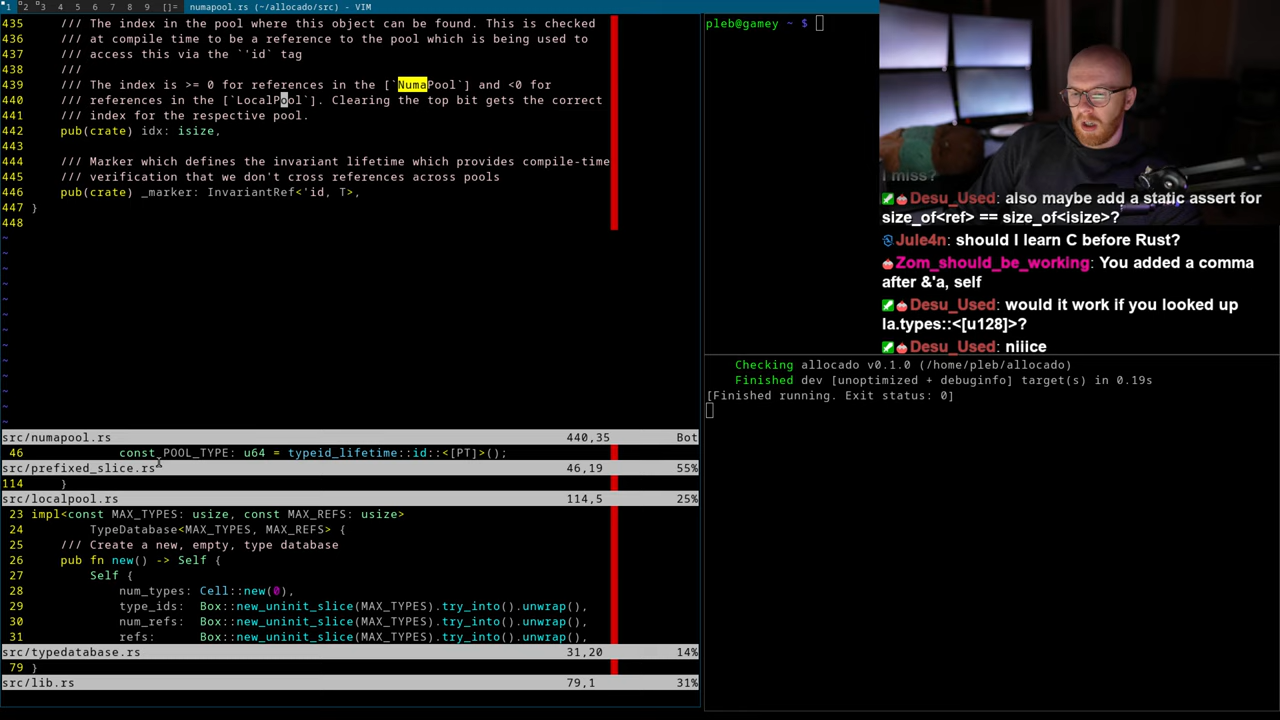 1 2 3 4 5 6 7 8 9 []= numapool.rs (~/allocado/src) - VIM
435 /// The index in the pool where this object can be found. This is checked
436 /// at compile time to be a reference to the pool which is being used to
437 /// access this via the `'id` tag
438 ///
439 /// The index is >= 0 for references in the [`NumaPool`] and <0 for
440 /// references in the [`LocalPool`]. Clearing the top bit gets the correct
441 /// index for the respective pool.
442 pub(crate) idx: isize,
443
444 /// Marker which defines the invariant lifetime which provides compile-time
445 /// verification that we don't cross references across pools
446 pub(crate) _marker: InvariantRef<'id, T>,
447 }
448
~
~
~
~
~
~
~
~
~
~
~
~
~
src/numapool.rs 440,35 Bot
46 const POOL_TYPE: u64 = typeid_lifetime::id::<[PT]>();
src/prefixed_slice.rs 46,19 55%
114 }
src/localpool.rs 114,5 25%
23 impl<const MAX_TYPES: usize, const MAX_REFS: usize>
24 TypeDatabase<MAX_TYPES, MAX_REFS> {
25 /// Create a new, empty, type database
26 pub fn new() -> Self {
27 Self {
28 num_types: Cell::new(0),
29 type_ids: Box::new_uninit_slice(MAX_TYPES).try_into().unwrap(),
30 num_refs: Box::new_uninit_slice(MAX_TYPES).try_into().unwrap(),
31 refs: Box::new_uninit_slice(MAX_TYPES).try_into().unwrap(),
src/typedatabase.rs 31,20 14%
79 }
src/lib.rs 79,1 31%
pleb@gamey ~ $
I miss?
Desu_Used: also maybe add a static assert for
size_of<ref> == size_of<isize>?
Jule4n: should I learn C before Rust?
Zom_should_be_working: You added a comma
after &'a, self
Desu_Used: would it work if you looked up
la.types::<[u128]>?
Desu_Used: niiice
Checking allocado v0.1.0 (/home/pleb/allocado)
Finished dev [unoptimized + debuginfo] target(s) in 0.19s
[Finished running. Exit status: 0]